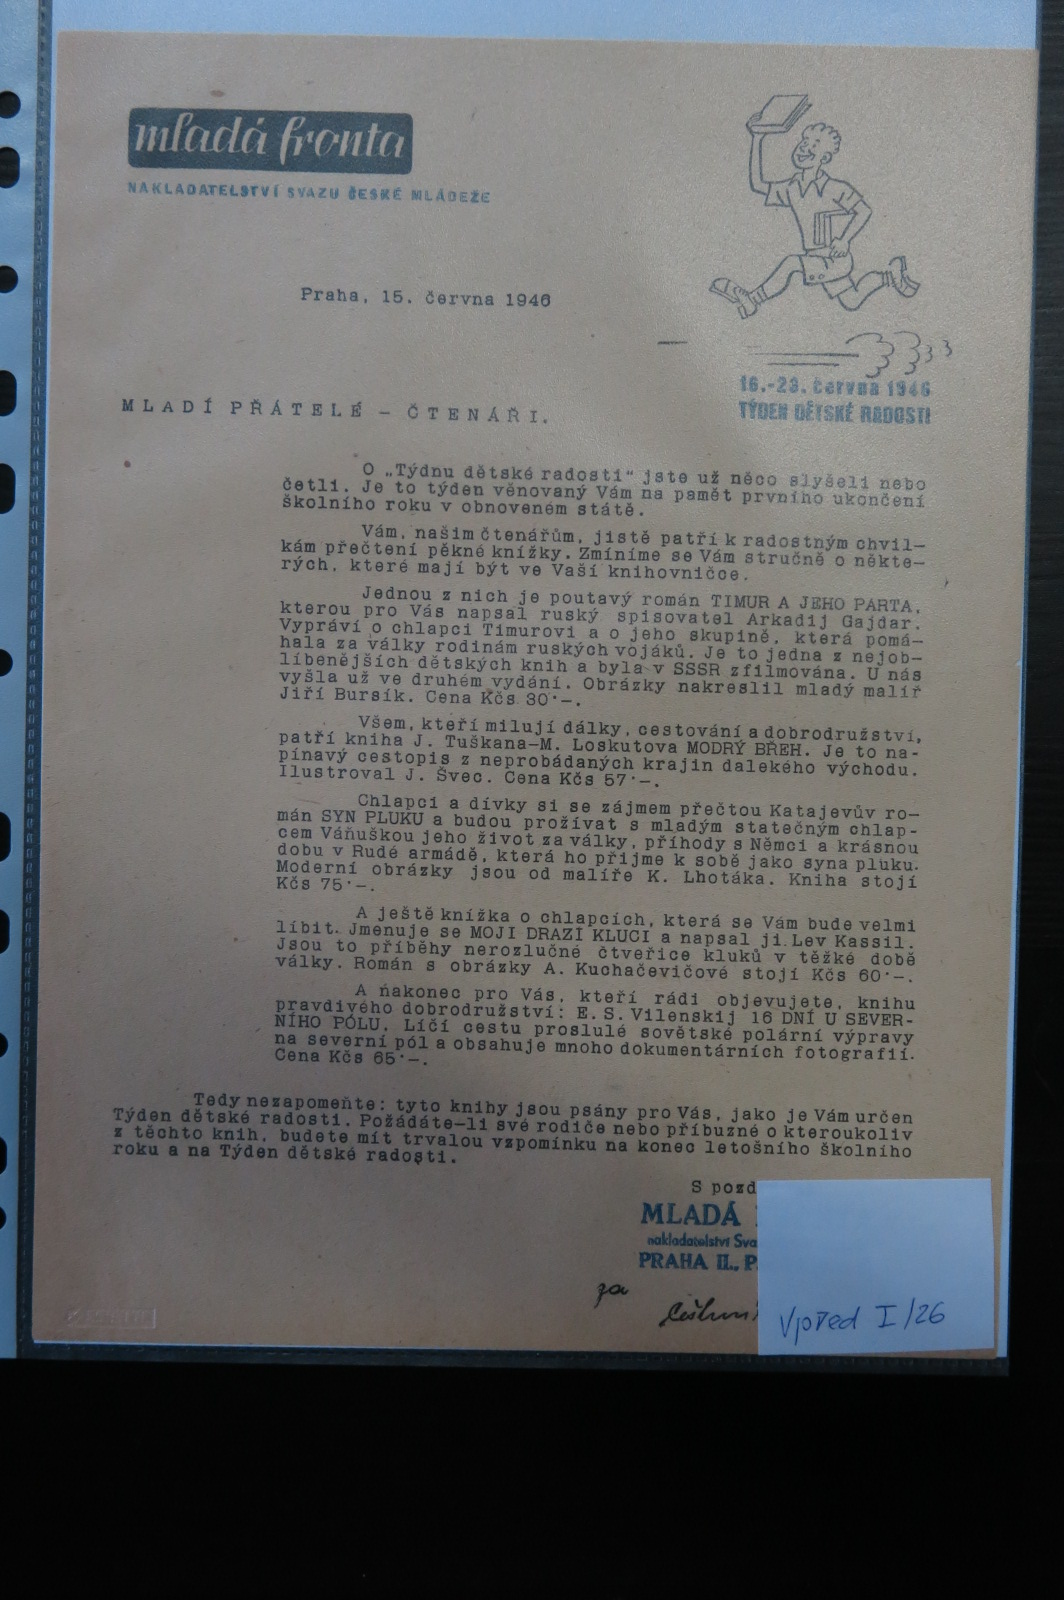 mladá fronta
NAKLADATELSTVÍ SVAZU ČESKÉ MLÁDEŽE
Praha, 15. června 1946
16.-23. června 1946
TÝDEN DĚTSKÉ RADOSTI
MLADÍ PŘÁTELÉ – ČTENÁŘI.
O „Týdnu dětské radosti" jste už něco slyšeli nebo
četli. Je to týden věnovaný Vám na pamět prvního ukončení
školního roku v obnoveném státě.
Vám, našim čtenářům, jistě patří k radostným chvil-
kám přečtení pěkné knížky. Zmíníme se Vám stručně o někte-
rých, které mají být ve Vaší knihovničce.
Jednou z nich je poutavý román TIMUR A JEHO PARTA,
kterou pro Vás napsal ruský spisovatel Arkadij Gajdar.
Vypráví o chlapci Timurovi a o jeho skupině, která pomá-
hala za války rodinám ruských vojáků. Je to jedna z nejob-
líbenějších dětských knih a byla v SSSR zfilmována. U nás
vyšla už ve druhém vydání. Obrázky nakreslil mladý malíř
Jiří Bursík. Cena Kčs 30·–.
Všem, kteří milují dálky, cestování a dobrodružství,
patří kniha J. Tuškana-M. Loskutova MODRÝ BŘEH. Je to na-
pínavý cestopis z neprobádaných krajin dalekého východu.
Ilustroval J. Švec. Cena Kčs 57·–.
Chlapci a dívky si se zájmem přečtou Katajevův ro-
mán SYN PLUKU a budou prožívat s mladým statečným chlap-
cem Váňuškou jeho život za války, příhody s Němci a krásnou
dobu v Rudé armádě, která ho přijme k sobě jako syna pluku.
Moderní obrázky jsou od malíře K. Lhotáka. Kniha stojí
Kčs 75·–.
A ještě knížka o chlapcích, která se Vám bude velmi
líbit. Jmenuje se MOJI DRAZÍ KLUCI a napsal ji Lev Kassil.
Jsou to příběhy nerozlučné čtveřice kluků v těžké době
války. Román s obrázky A. Kuchačevičové stojí Kčs 60·–.
A nakonec pro Vás, kteří rádi objevujete, knihu
pravdivého dobrodružství: E. S. Vilenskij 16 DNÍ U SEVER-
NÍHO PÓLU. Líčí cestu proslulé sovětské polární výpravy
na severní pól a obsahuje mnoho dokumentárních fotografií.
Cena Kčs 65·–.
Tedy nezapomeňte: tyto knihy jsou psány pro Vás, jako je Vám určen
Týden dětské radosti. Požádáte-li své rodiče nebo příbuzné o kteroukoliv
z těchto knih, budete mít trvalou vzpomínku na konec letošního školního
roku a na Týden dětské radosti.
S pozd
MLADÁ
nakladatelství Sva
PRAHA II., P
za
Vpřed I/26